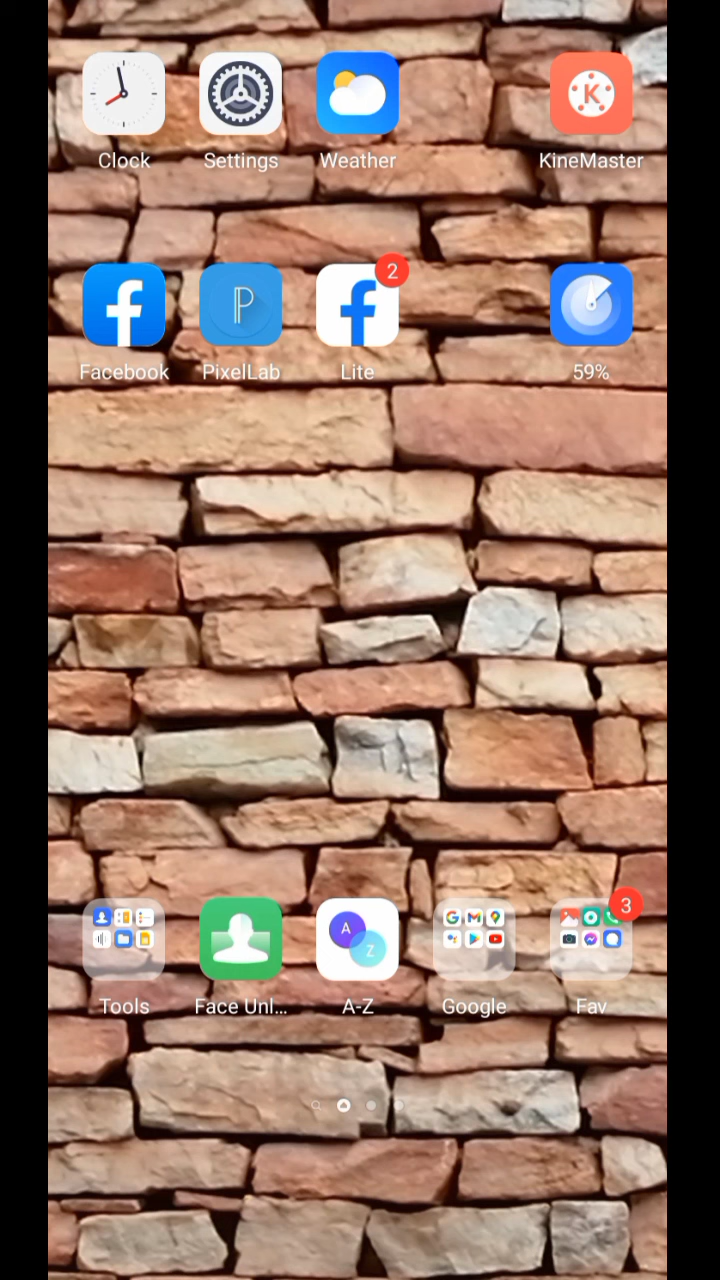 Clock
Settings
Weather
KineMaster
K
2
Facebook
PixelLab
Lite
59%
A
Z
3
Tools
Face Unl...
A-Z
Google
Fav